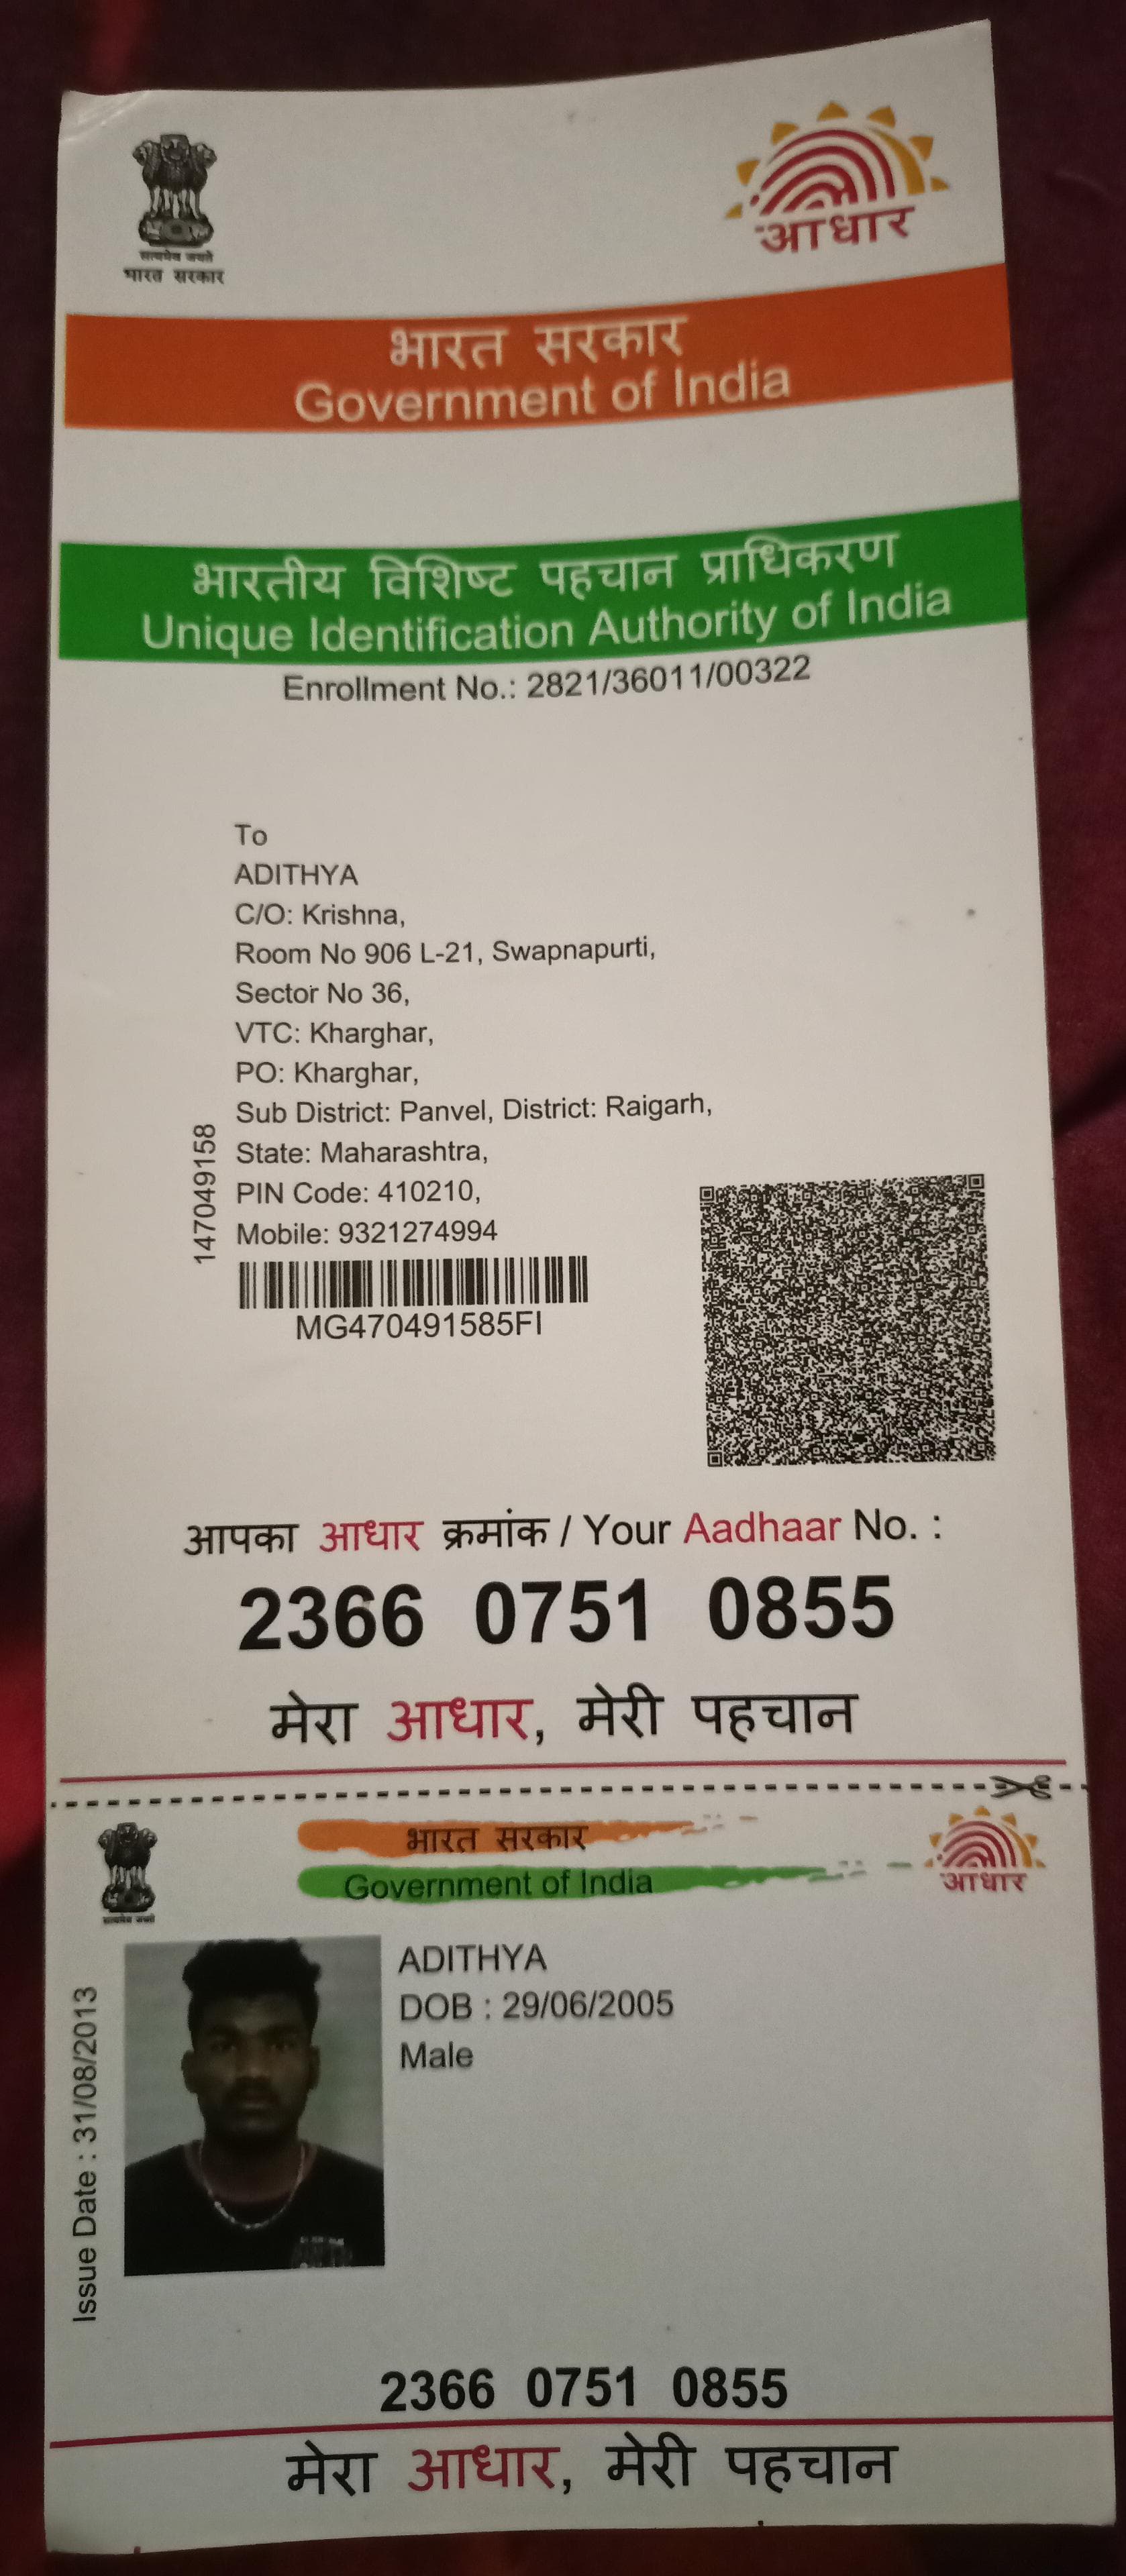 सत्यमेव जयते
भारत सरकार
आधार
भारत सरकार
Government of India
भारतीय विशिष्ट पहचान प्राधिकरण
Unique Identification Authority of India
Enrollment No.: 2821/36011/00322
To
ADITHYA
C/O: Krishna,
Room No 906 L-21, Swapnapurti,
Sector No 36,
VTC: Kharghar,
PO: Kharghar,
Sub District: Panvel, District: Raigarh,
State: Maharashtra,
PIN Code: 410210,
Mobile: 9321274994
147049158
MG470491585FI
आपका आधार क्रमांक / Your Aadhaar No. :
2366 0751 0855
मेरा आधार, मेरी पहचान
सत्यमेव जयते
भारत सरकार
Government of India
आधार
Issue Date : 31/08/2013
ADITHYA
DOB : 29/06/2005
Male
2366 0751 0855
मेरा आधार, मेरी पहचान